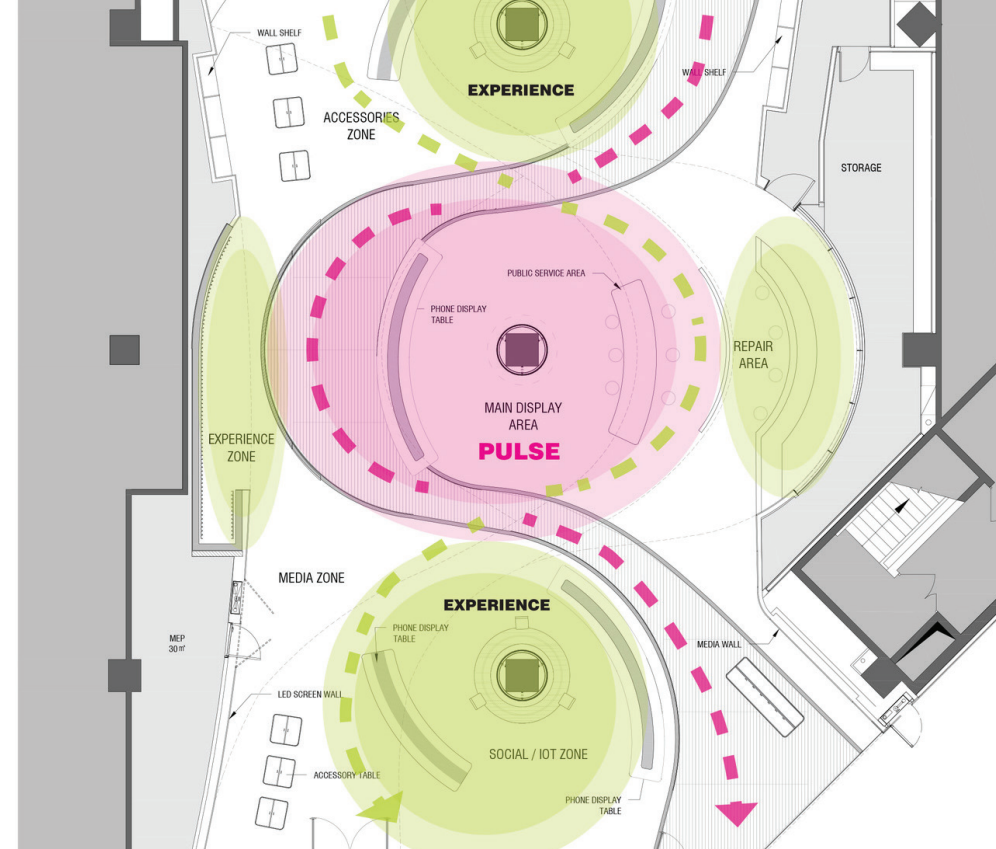 WALL SHELF
WALL SHELF
EXPERIENCE
ACCESSORIES
ZONE
STORAGE
PUBLIC SERVICE AREA
PHONE DISPLAY
TABLE
REPAIR
AREA
MAIN DISPLAY
AREA
PULSE
EXPERIENCE
ZONE
MEDIA ZONE
EXPERIENCE
PHONE DISPLAY
TABLE
MEP
30㎡
MEDIA WALL
LED SCREEN WALL
SOCIAL / IOT ZONE
ACCESSORY TABLE
PHONE DISPLAY
TABLE